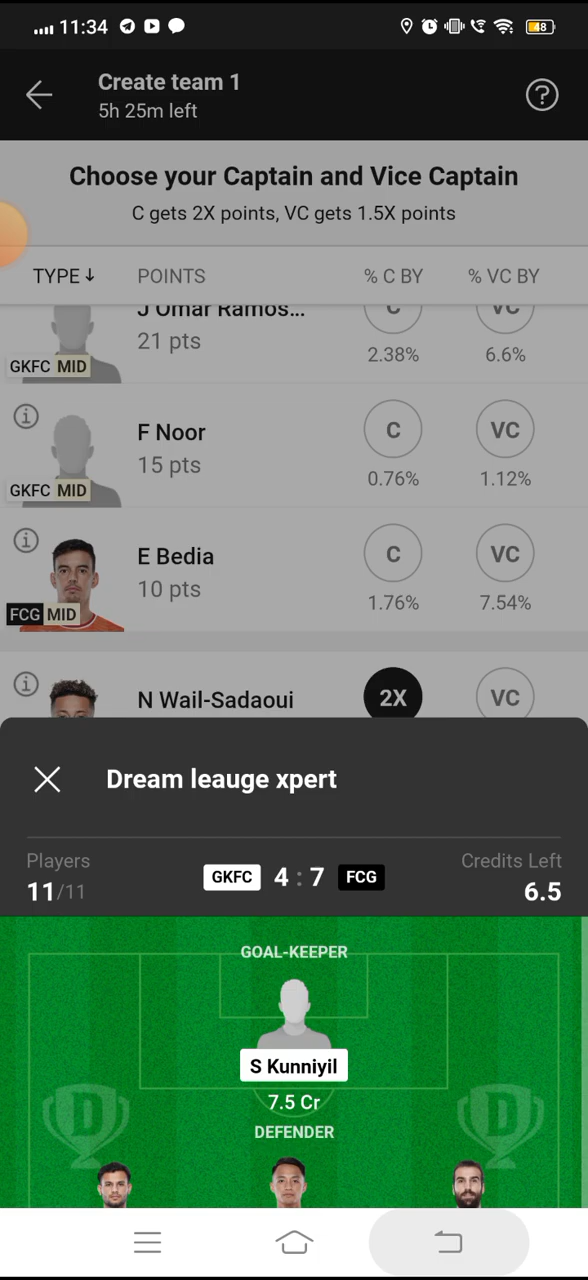 11:34
48
Create team 1
5h 25m left
?
Choose your Captain and Vice Captain
C gets 2X points, VC gets 1.5X points
TYPE↓ POINTS % C BY % VC BY
J Omar Ramos... C VC
21 pts
2.38% 6.6%
GKFC MID
F Noor C VC
15 pts
0.76% 1.12%
GKFC MID
E Bedia C VC
10 pts
1.76% 7.54%
FCG MID
N Wail-Sadaoui 2X VC
Dream leauge xpert
Players Credits Left
11/11 GKFC 4 : 7 FCG 6.5
GOAL-KEEPER
S Kunniyil
7.5 Cr
DEFENDER
D D